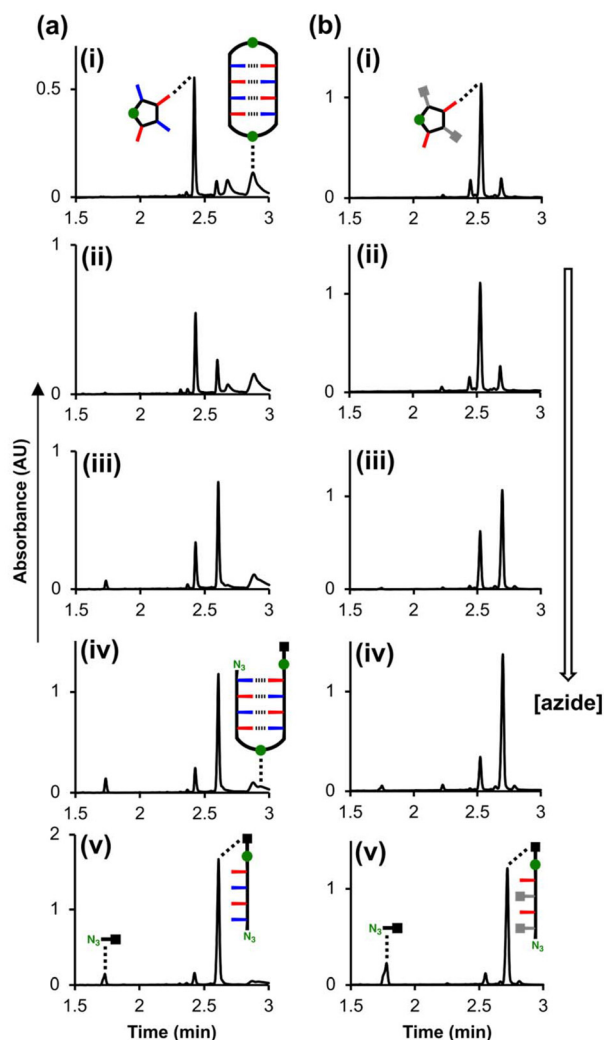 (a) (b)
(i) (i)
0.5
1
0 0
1.5 2 2.5 3 1.5 2 2.5 3
(ii) (ii)
1 1
0 0
1.5 2 2.5 3 1.5 2 2.5 3
(iii) (iii)
1 1
0 0
1.5 2 2.5 3 1.5 2 2.5 3
Absorbance (AU)
(iv) (iv)
N3
1 1
[azide]
0 0
1.5 2 2.5 3 1.5 2 2.5 3
(v) (v)
2
1 1
N3 N3
N3 N3
0 0
1.5 2 2.5 3 1.5 2 2.5 3
Time (min) Time (min)